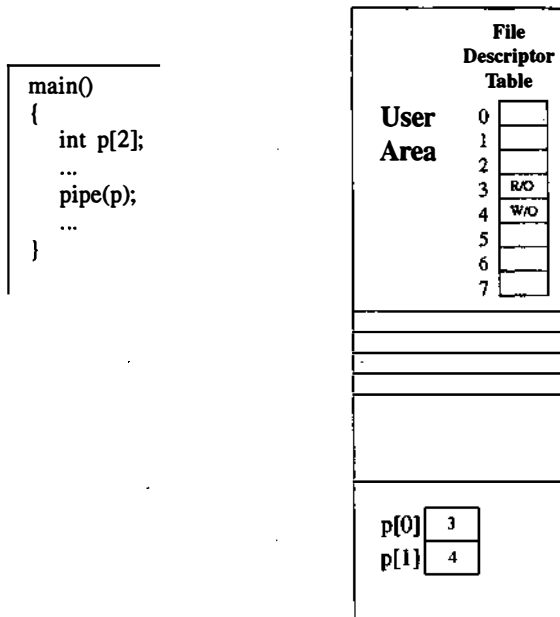 main()
{
int p[2];
...
pipe(p);
...
}
File
Descriptor
Table
User
Area
0
1
2
3 R/O
4 W/O
5
6
7
p[0] 3
p[1] 4